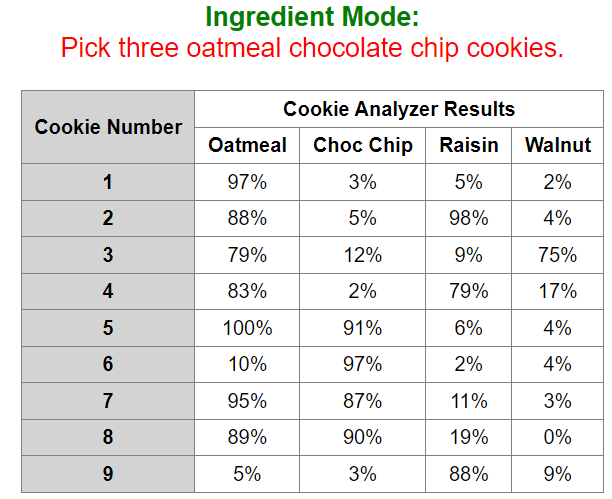 Ingredient Mode:
Pick three oatmeal chocolate chip cookies.
Cookie Number
Cookie Analyzer Results
Oatmeal Choc Chip Raisin Walnut
1 97% 3% 5% 2%
2 88% 5% 98% 4%
3 79% 12% 9% 75%
4 83% 2% 79% 17%
5 100% 91% 6% 4%
6 10% 97% 2% 4%
7 95% 87% 11% 3%
8 89% 90% 19% 0%
9 5% 3% 88% 9%